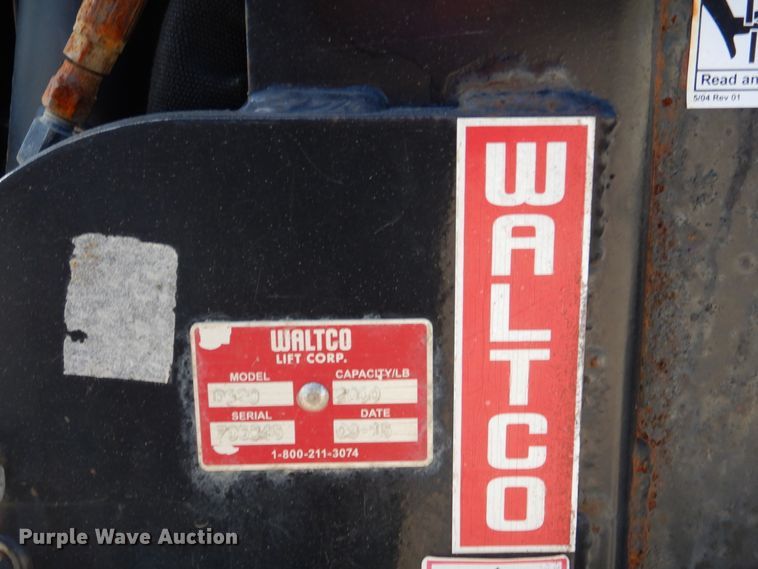 Read an
5/04 Rev 01
WALTCO
WALTCO
LIFT CORP.
MODEL
CAPACITY/LB
SERIAL
DATE
1-800-211-3074
Purple Wave Auction